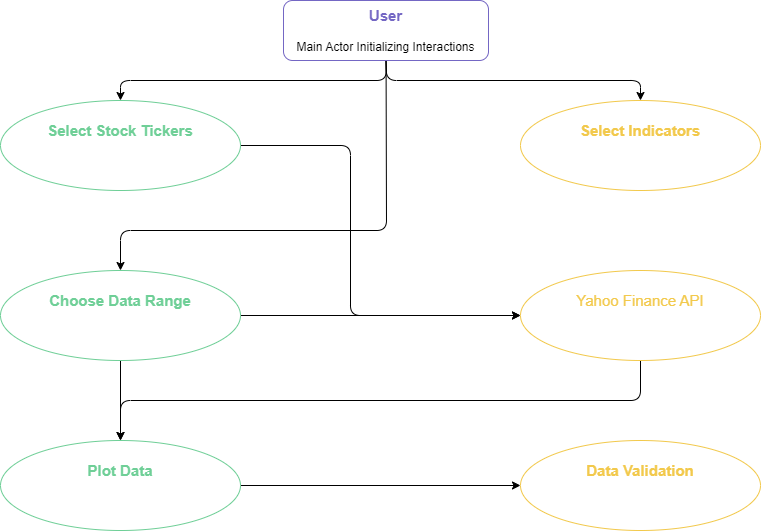 User
Main Actor Initializing Interactions
Select Stock Tickers
Select Indicators
Choose Data Range
Yahoo Finance API
Plot Data
Data Validation